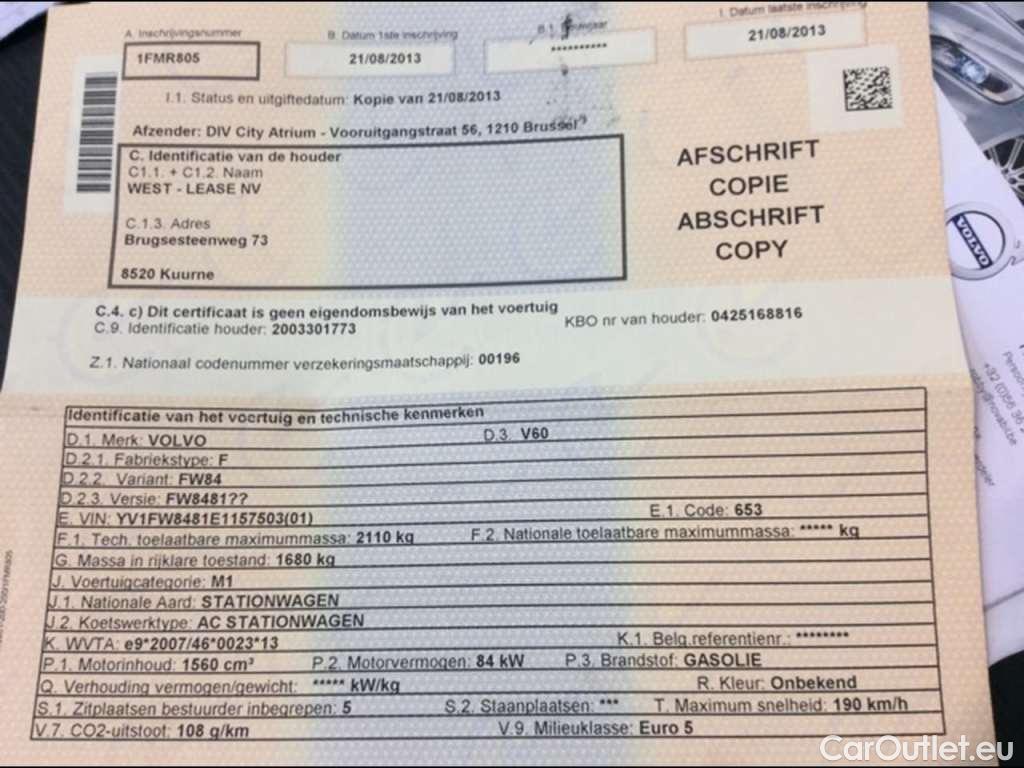 A. Inschrijvingsnummer
1FMR805
B. Datum 1ste inschrijving
21/08/2013
B.1.
**********
I. Datum laatste inschrijving
21/08/2013
I.1. Status en uitgiftedatum: Kopie van 21/08/2013
Afzender: DIV City Atrium - Vooruitgangstraat 56, 1210 Brussel
C. Identificatie van de houder
C1.1. + C1.2. Naam
WEST - LEASE NV
C.1.3. Adres
Brugsesteenweg 73
8520 Kuurne
AFSCHRIFT
COPIE
ABSCHRIFT
COPY
VOLVO
C.4. c) Dit certificaat is geen eigendomsbewijs van het voertuig
C.9. Identificatie houder: 2003301773
KBO nr van houder: 0425168816
Z.1. Nationaal codenummer verzekeringsmaatschappij: 00196
Identificatie van het voertuig en technische kenmerken
D.1. Merk: VOLVO D.3. V60
D.2.1. Fabriekstype: F
D.2.2. Variant: FW84
D.2.3. Versie: FW8481??
E. VIN: YV1FW8481E1157503(01) E.1. Code: 653
F.1. Tech. toelaatbare maximummassa: 2110 kg F.2. Nationale toelaatbare maximummassa: ***** kg
G. Massa in rijklare toestand: 1680 kg
J. Voertuigcategorie: M1
J.1. Nationale Aard: STATIONWAGEN
J.2. Koetswerktype: AC STATIONWAGEN
K. WVTA: e9*2007/46*0023*13 K.1. Belg.referentienr.: ********
P.1. Motorinhoud: 1560 cm³ P.2. Motorvermogen: 84 kW P.3. Brandstof: GASOLIE
Q. Verhouding vermogen/gewicht: ***** kW/kg R. Kleur: Onbekend
S.1. Zitplaatsen bestuurder inbegrepen: 5 S.2. Staanplaatsen: *** T. Maximum snelheid: 190 km/h
V.7. CO2-uitstoot: 108 g/km V.9. Milieuklasse: Euro 5
CarOutlet.eu